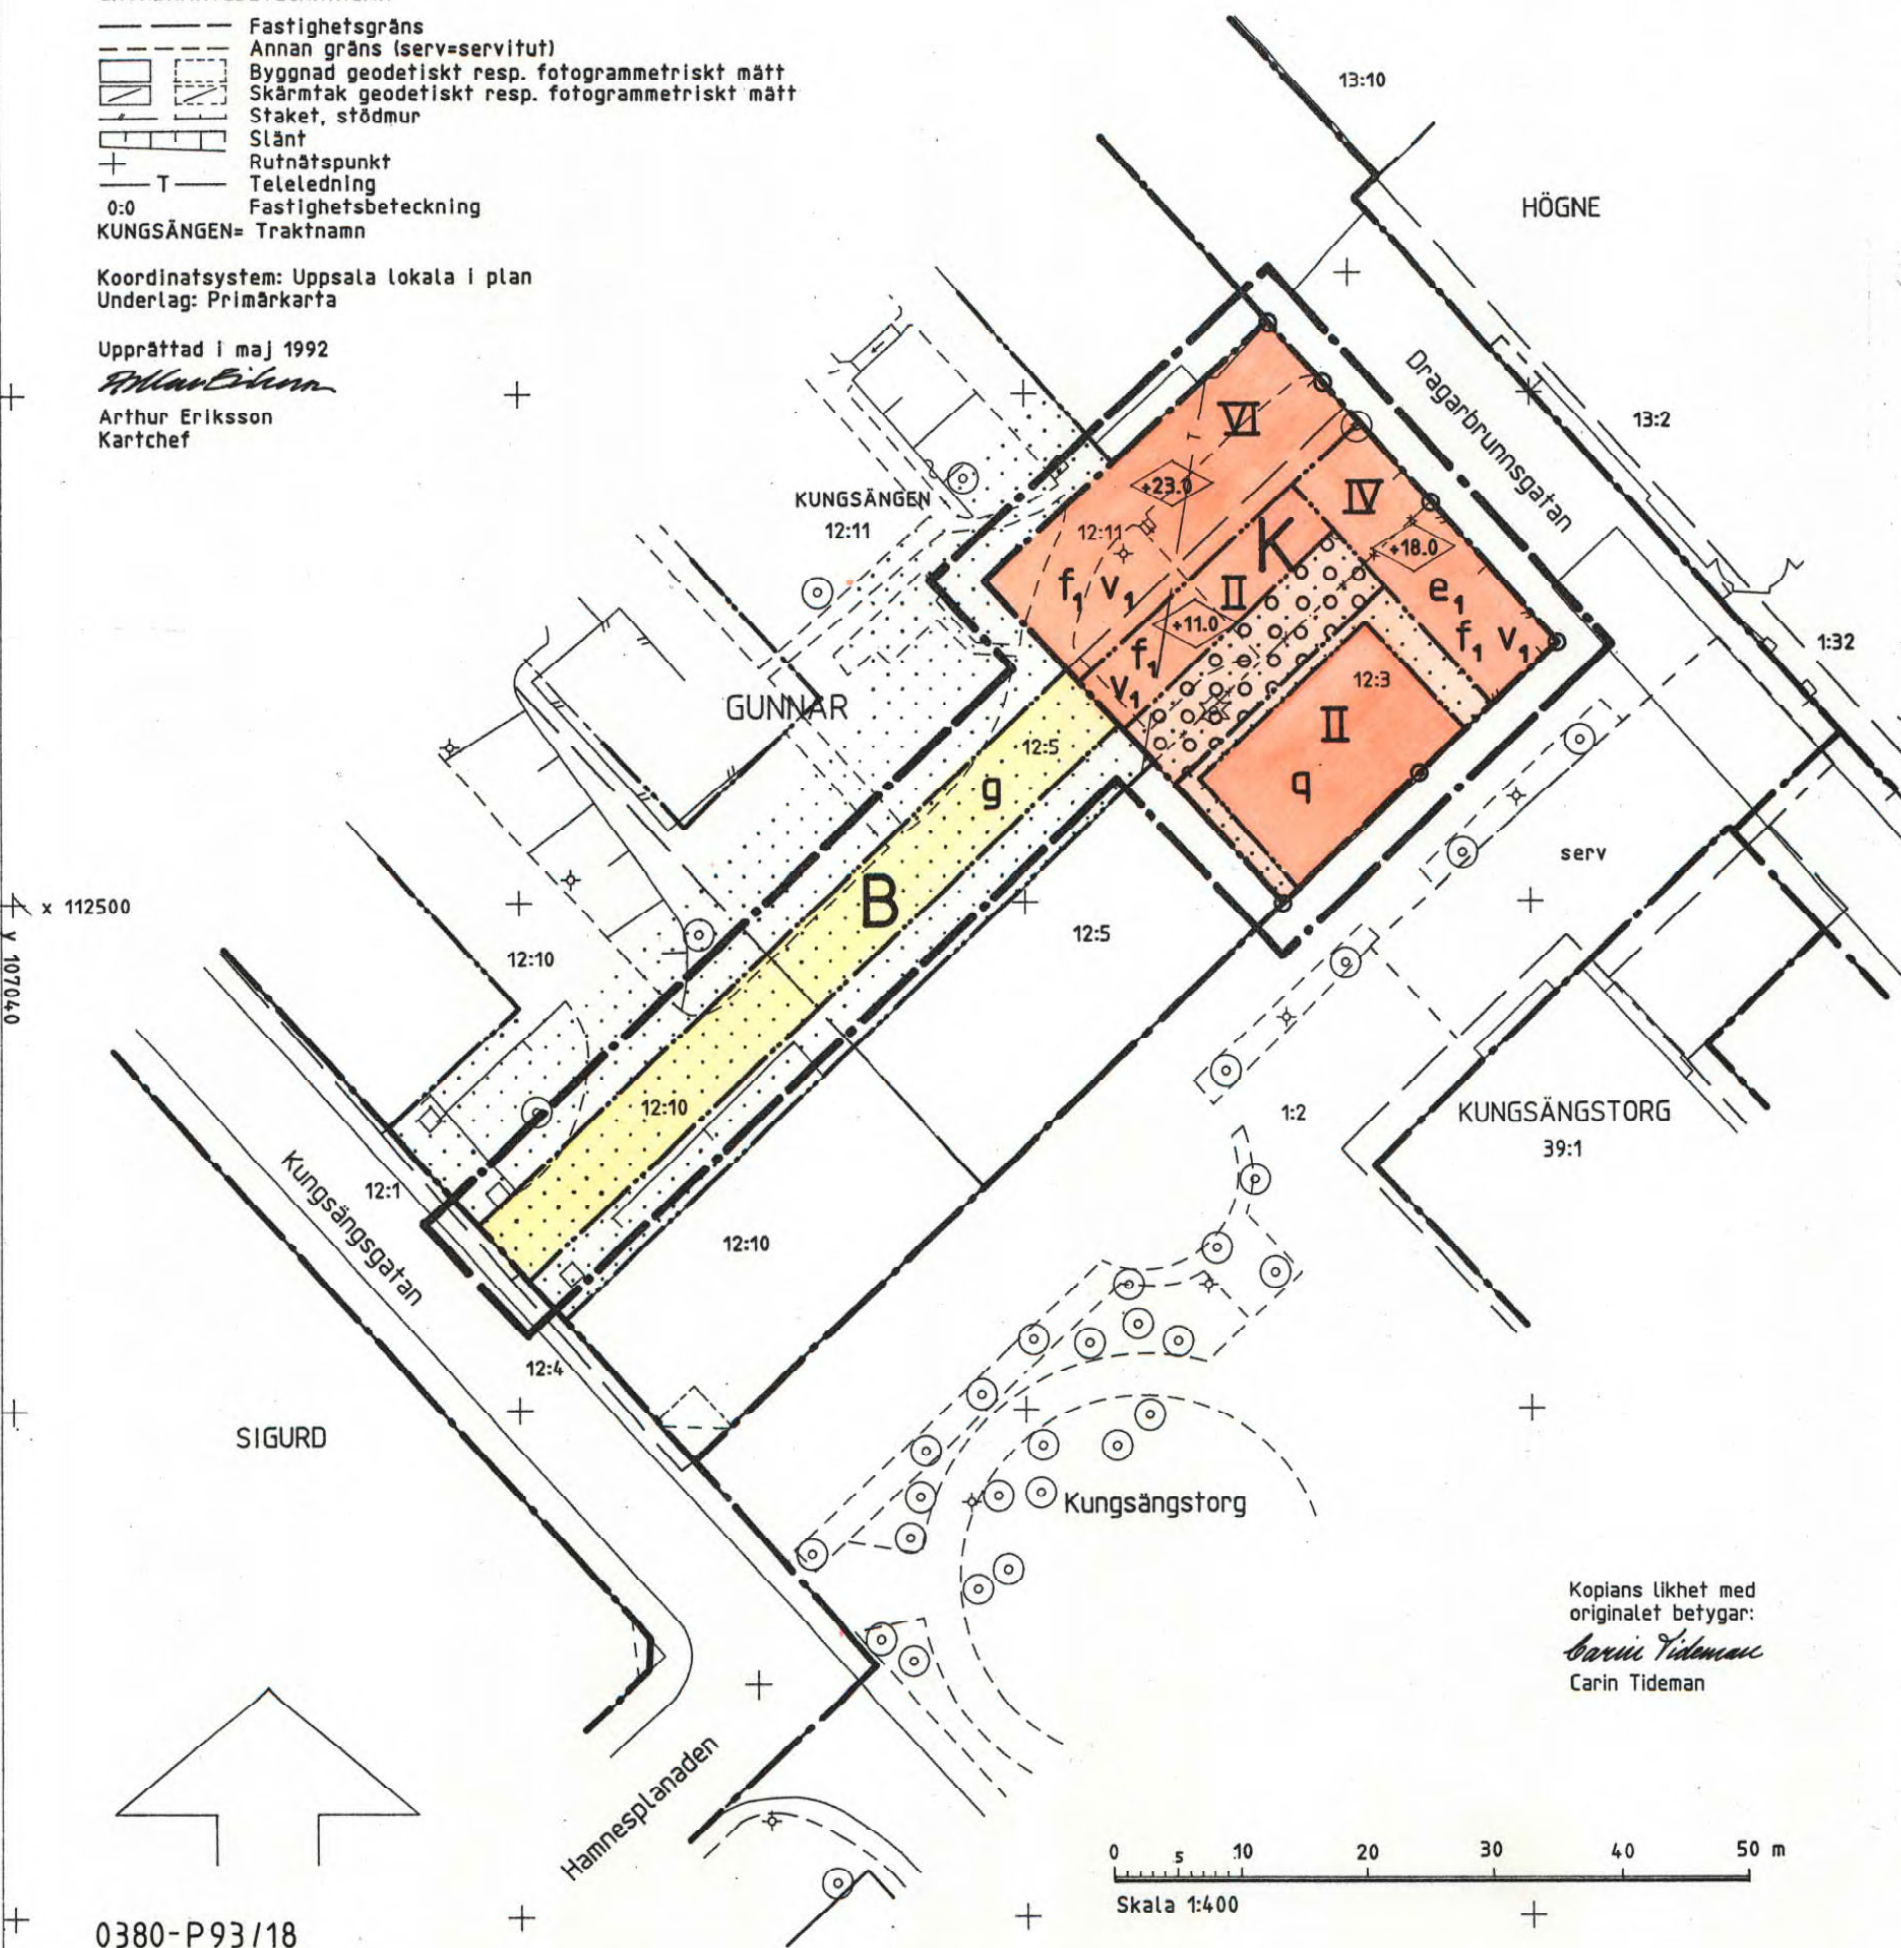 Fastighetsgräns
Annan gräns (serv=servitut)
Byggnad geodetiskt resp. fotogrammetriskt mätt
Skärmtak geodetiskt resp. fotogrammetriskt mätt
Staket, stödmur
Slänt
Rutnätspunkt
T Teleledning
0:0 Fastighetsbeteckning
KUNGSÄNGEN= Traktnamn
Koordinatsystem: Uppsala lokala i plan
Underlag: Primärkarta
Upprättad i maj 1992
Arthur Eriksson
Kartchef
13:10
HÖGNE
Dragarbrunnsgatan
13:2
1:32
KUNGSÄNGEN
12:11
VI
+23.0
IV
12:11
K
+18.0
f1 v1
II
e1
+11.0
f1 v1
f1
v1
12:3
II
q
GUNNAR
12:5
g
B
serv
x 112500
y 107040
12:5
12:10
12:10
1:2
KUNGSÄNGSTORG
39:1
12:1
Kungsängsgatan
12:10
12:4
SIGURD
Kungsängstorg
Kopians likhet med
originalet betygar:
Carin Tideman
Carin Tideman
Hamnesplanaden
0 5 10 20 30 40 50 m
Skala 1:400
0380-P93/18